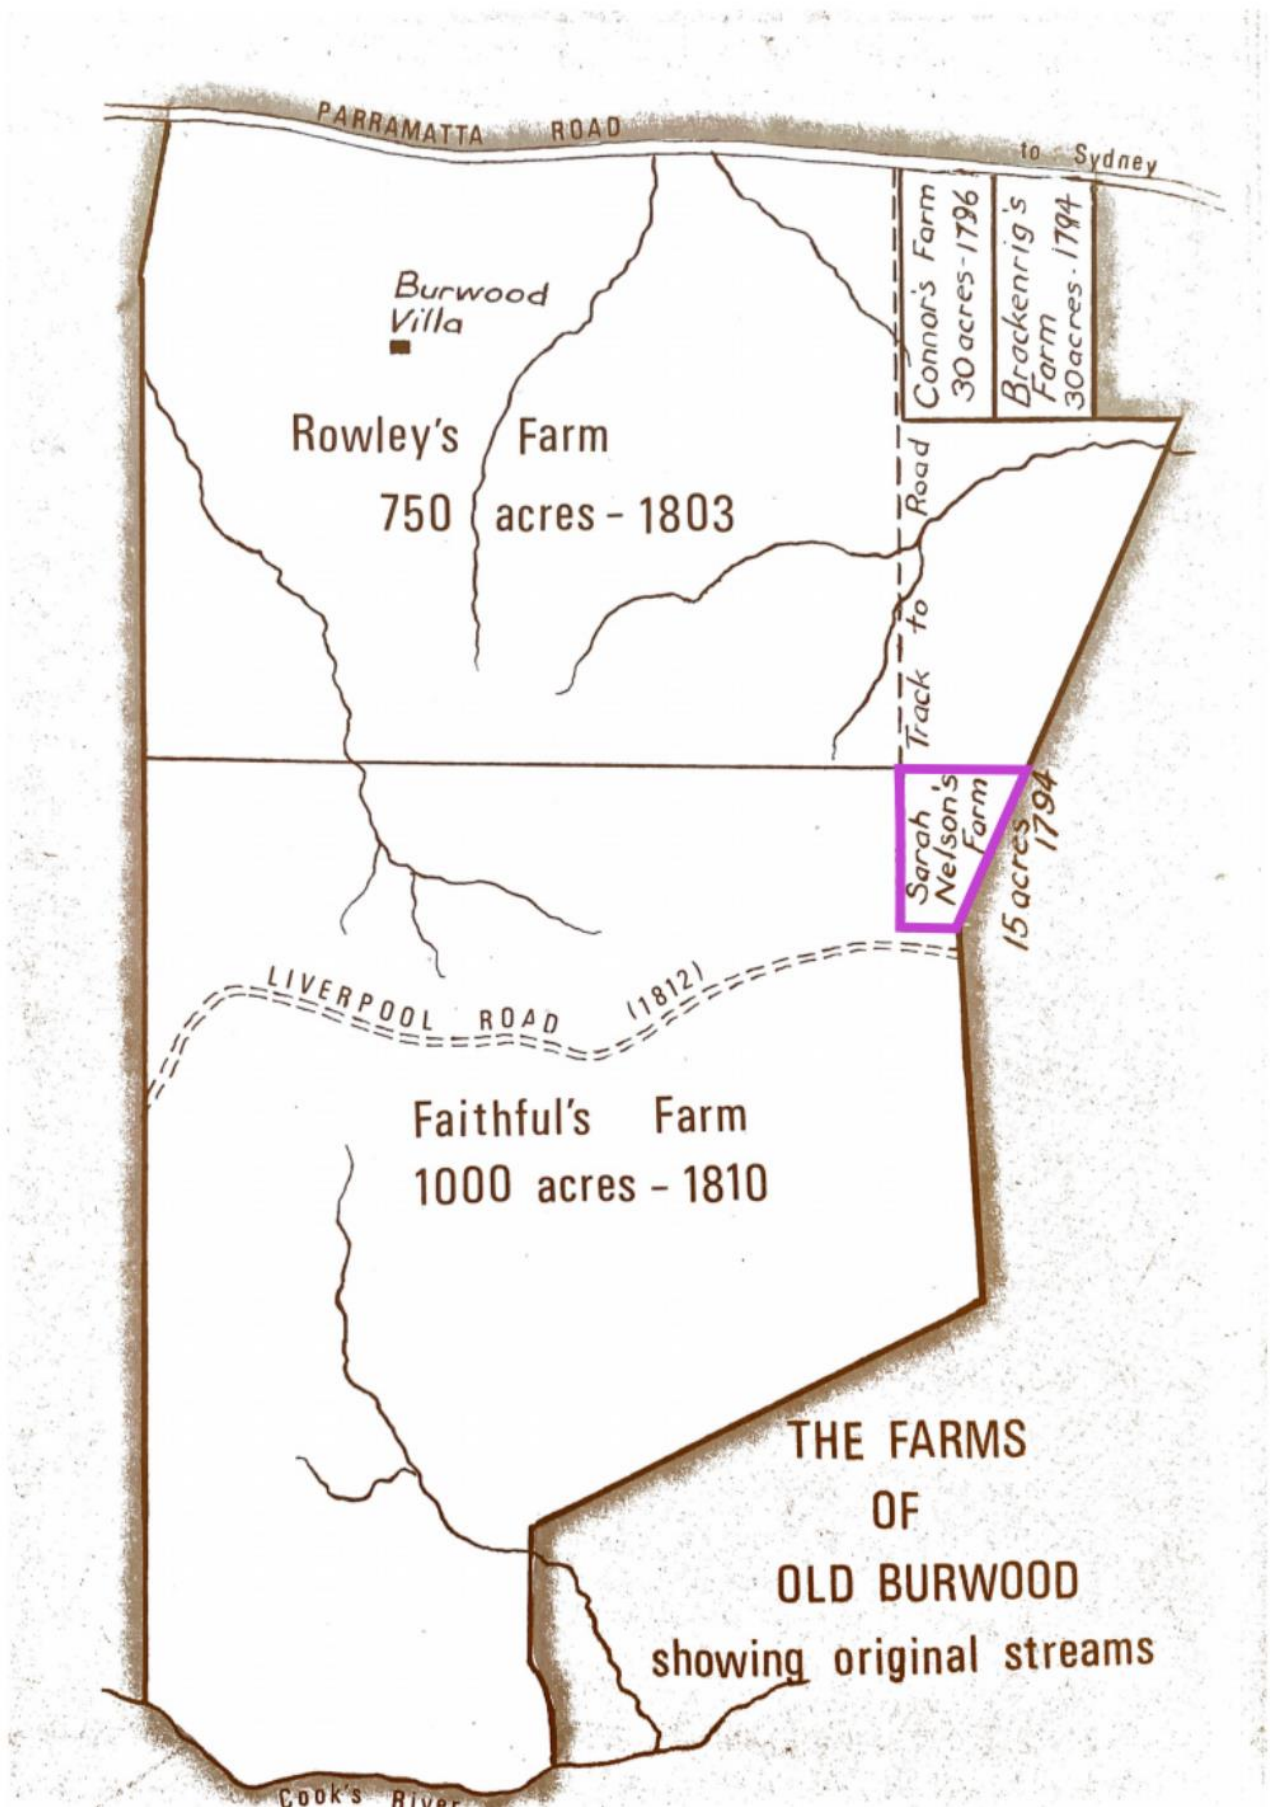 PARRAMATTA ROAD
to Sydney
Connor's Farm
30 acres - 1796
Brackenrig's
Farm
30 acres - 1794
Burwood
Villa
Rowley's Farm
750 acres - 1803
Track to Road
Sarah
Nelson's
Farm
15 acres
1794
LIVERPOOL ROAD (1812)
Faithful's Farm
1000 acres - 1810
THE FARMS
OF
OLD BURWOOD
showing original streams
Cook's River